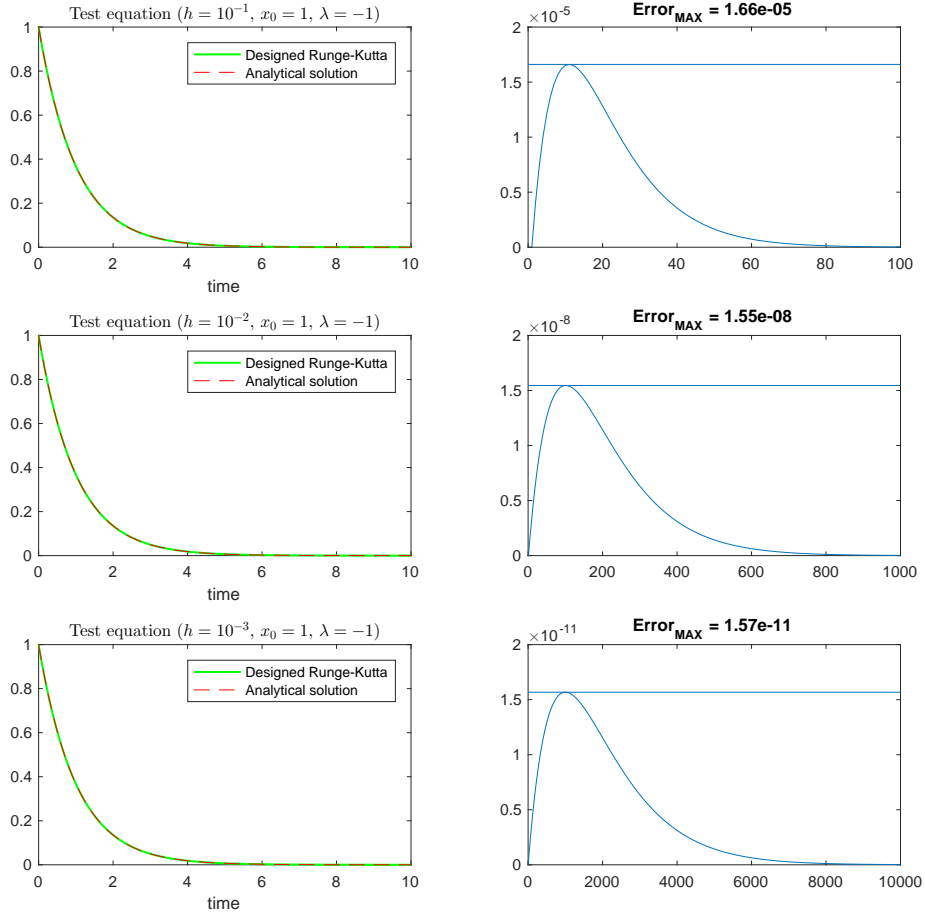 Test equation (h = 10⁻¹, x₀ = 1, λ = −1)
1
0.8
0.6
0.4
0.2
0
0 2 4 6 8 10
time
Designed Runge-Kutta
Analytical solution
Error_MAX = 1.66e-05
2 ×10⁻⁵
1.5
1
0.5
0
0 20 40 60 80 100
Test equation (h = 10⁻², x₀ = 1, λ = −1)
1
0.8
0.6
0.4
0.2
0
0 2 4 6 8 10
time
Designed Runge-Kutta
Analytical solution
Error_MAX = 1.55e-08
2 ×10⁻⁸
1.5
1
0.5
0
0 200 400 600 800 1000
Test equation (h = 10⁻³, x₀ = 1, λ = −1)
1
0.8
0.6
0.4
0.2
0
0 2 4 6 8 10
time
Designed Runge-Kutta
Analytical solution
Error_MAX = 1.57e-11
2 ×10⁻¹¹
1.5
1
0.5
0
0 2000 4000 6000 8000 10000